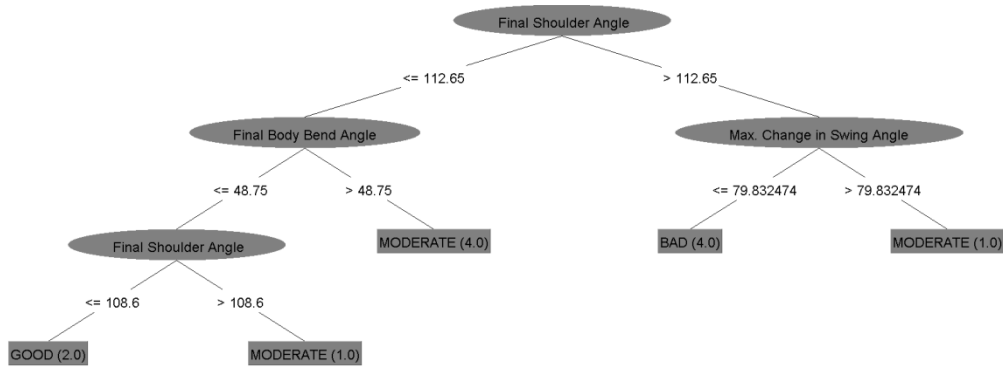 Final Shoulder Angle
<= 112.65
> 112.65
Final Body Bend Angle
Max. Change in Swing Angle
<= 48.75
> 48.75
<= 79.832474
> 79.832474
Final Shoulder Angle
MODERATE (4.0)
BAD (4.0)
MODERATE (1.0)
<= 108.6
> 108.6
GOOD (2.0)
MODERATE (1.0)